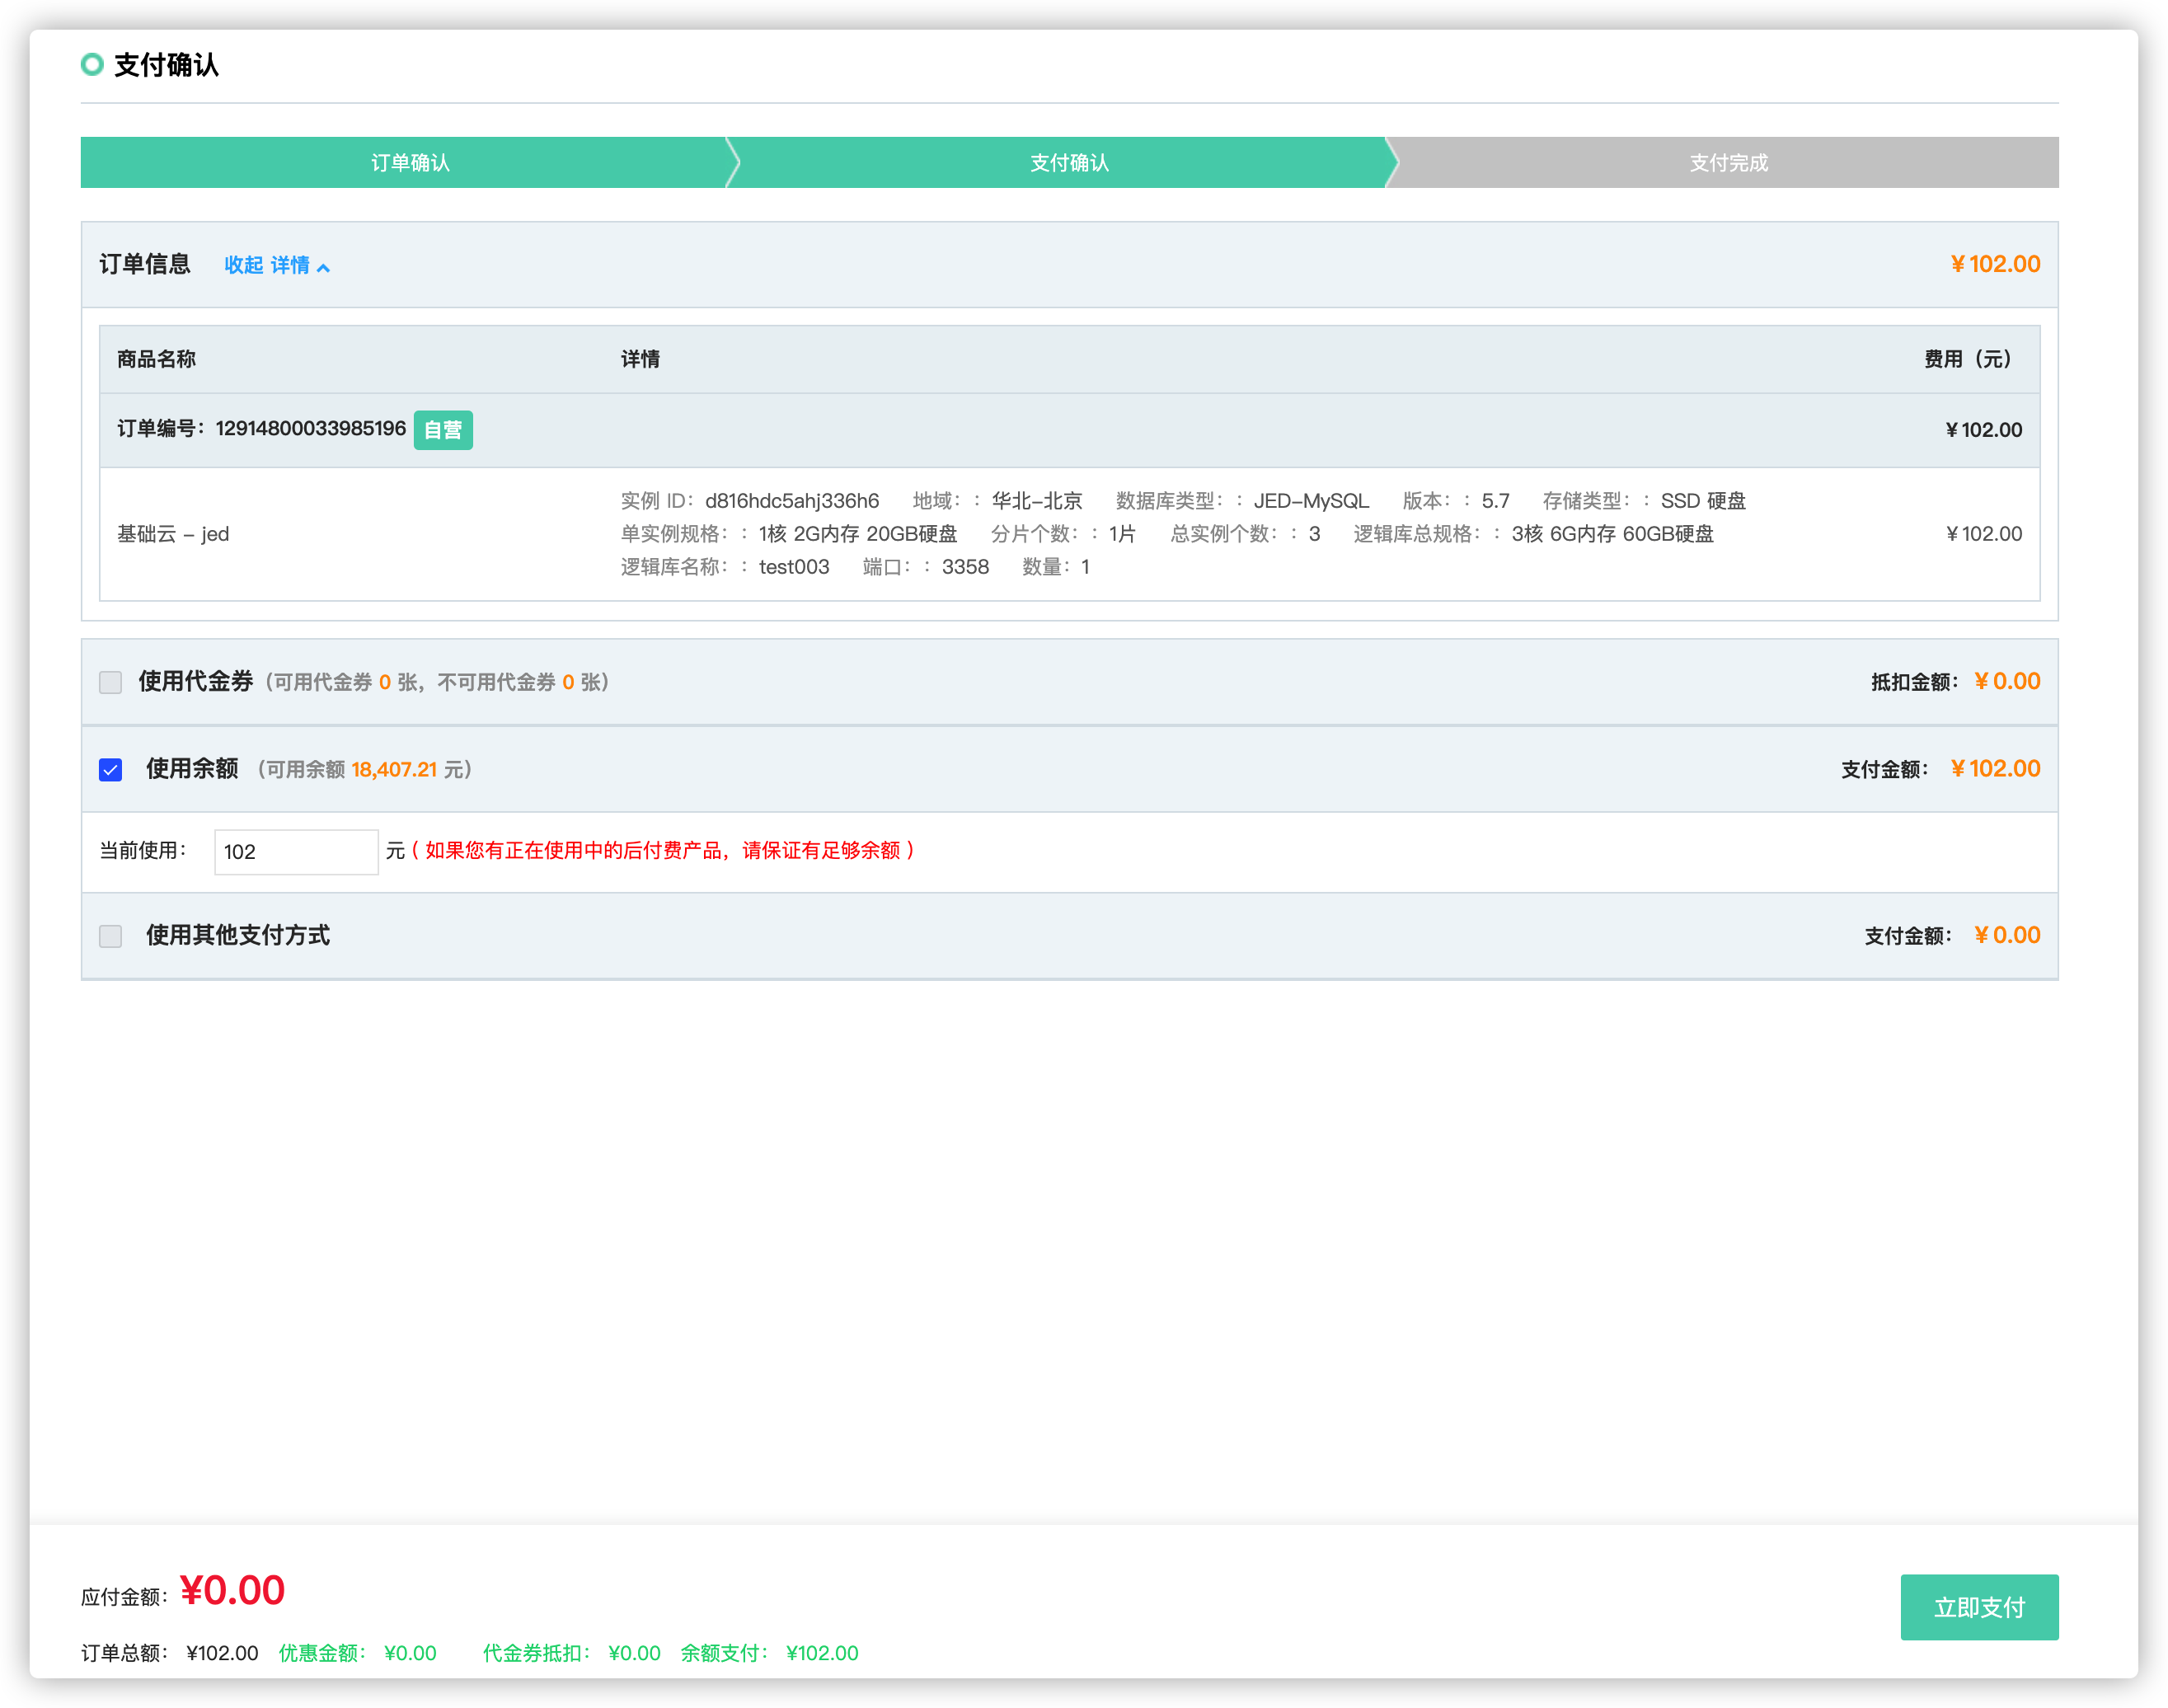 支付确认
订单确认 支付确认 支付完成
订单信息 收起 详情 ¥102.00
商品名称 详情 费用（元）
订单编号：12914800033985196 自营 ¥102.00
实例 ID：d816hdc5ahj336h6 地域：：华北-北京 数据库类型：：JED-MySQL 版本：：5.7 存储类型：：SSD 硬盘
基础云 - jed 单实例规格：：1核 2G内存 20GB硬盘 分片个数：：1片 总实例个数：：3 逻辑库总规格：：3核 6G内存 60GB硬盘 ¥102.00
逻辑库名称：：test003 端口：：3358 数量：1
使用代金券（可用代金券 0 张，不可用代金券 0 张） 抵扣金额：¥0.00
使用余额（可用余额 18,407.21 元） 支付金额：¥102.00
当前使用：102 元（如果您有正在使用中的后付费产品，请保证有足够余额）
使用其他支付方式 支付金额：¥0.00
应付金额：¥0.00
立即支付
订单总额：¥102.00 优惠金额：¥0.00 代金券抵扣：¥0.00 余额支付：¥102.00